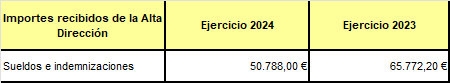 Importes recibidos de la Alta Dirección Ejercicio 2024 Ejercicio 2023
Sueldos e indemnizaciones 50.788,00 € 65.772,20 €